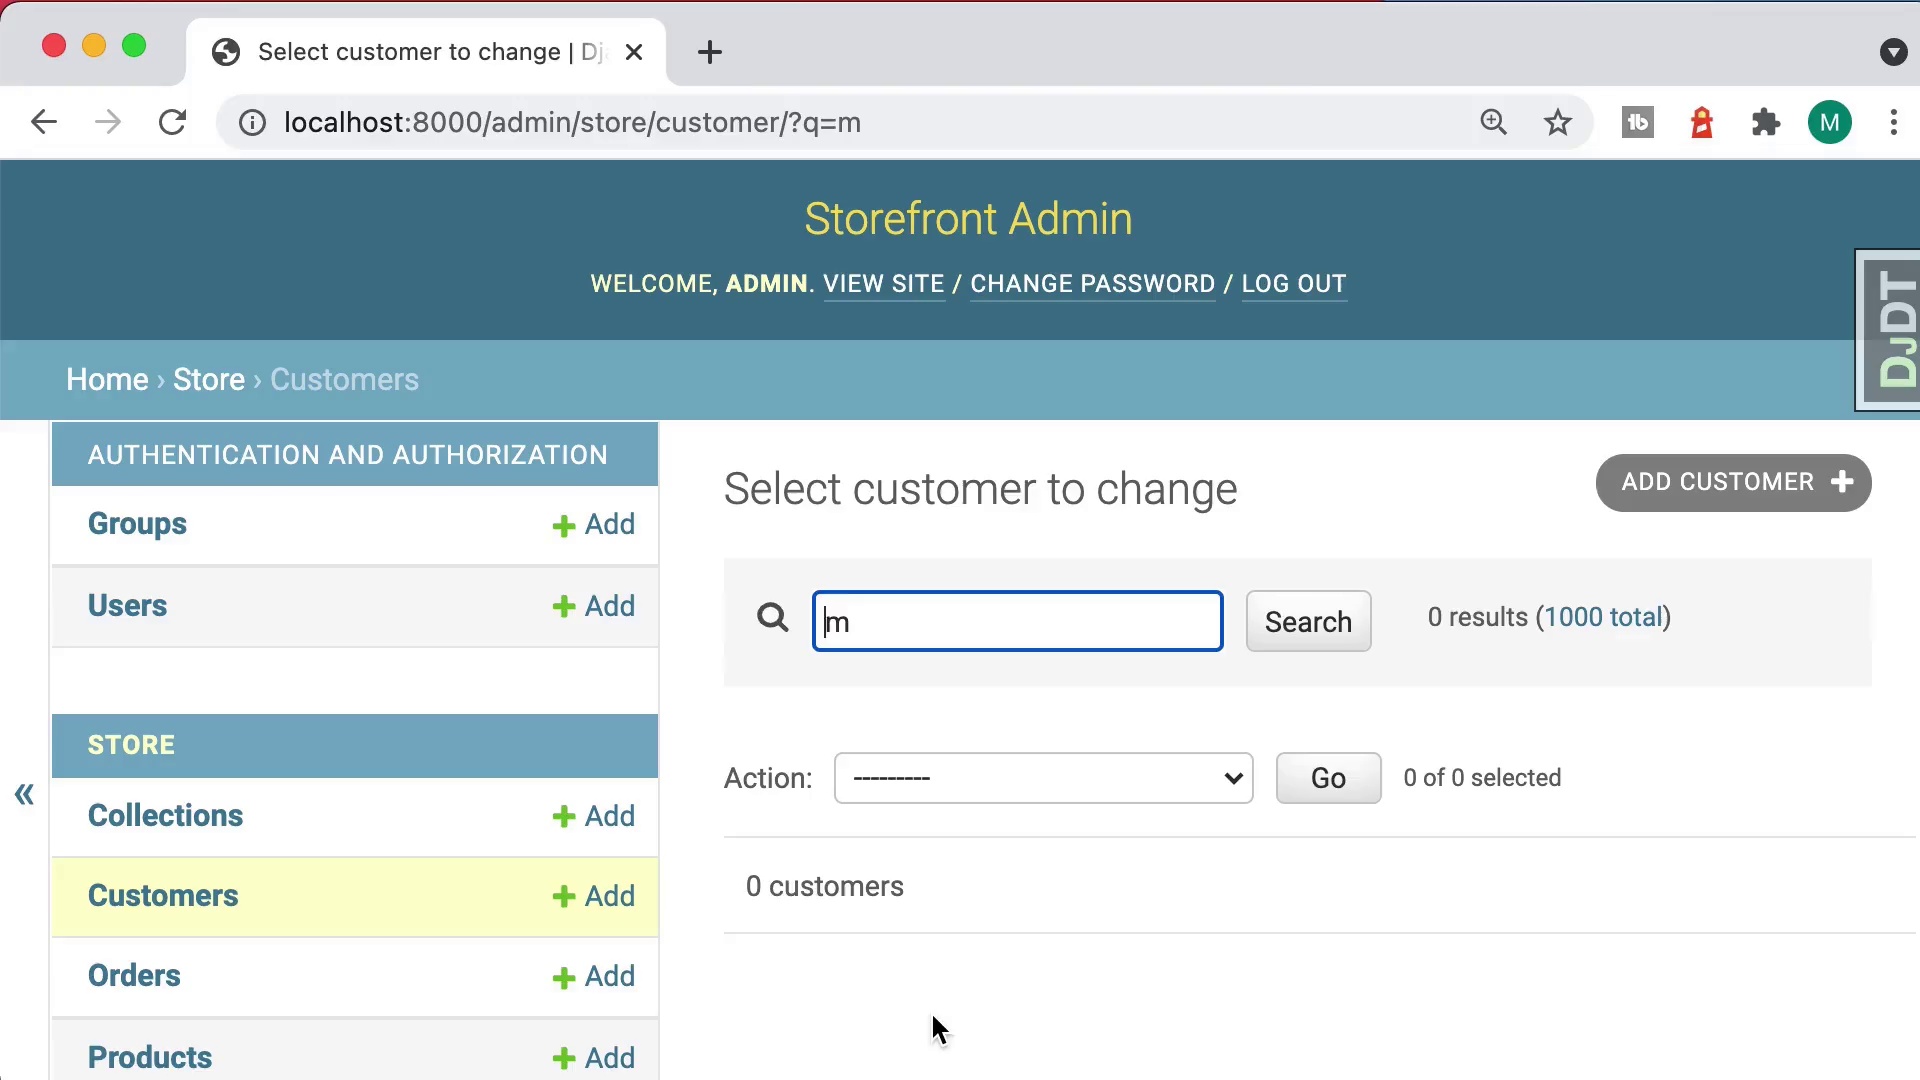 Select customer to change | Dj
localhost:8000/admin/store/customer/?q=m
M
Storefront Admin
WELCOME, ADMIN. VIEW SITE / CHANGE PASSWORD / LOG OUT
DJDT
Home › Store › Customers
AUTHENTICATION AND AUTHORIZATION
Groups Add
Users Add
STORE
Collections Add
Customers Add
Orders Add
Products Add
Select customer to change
ADD CUSTOMER
m Search 0 results (1000 total)
Action: --------- Go 0 of 0 selected
0 customers